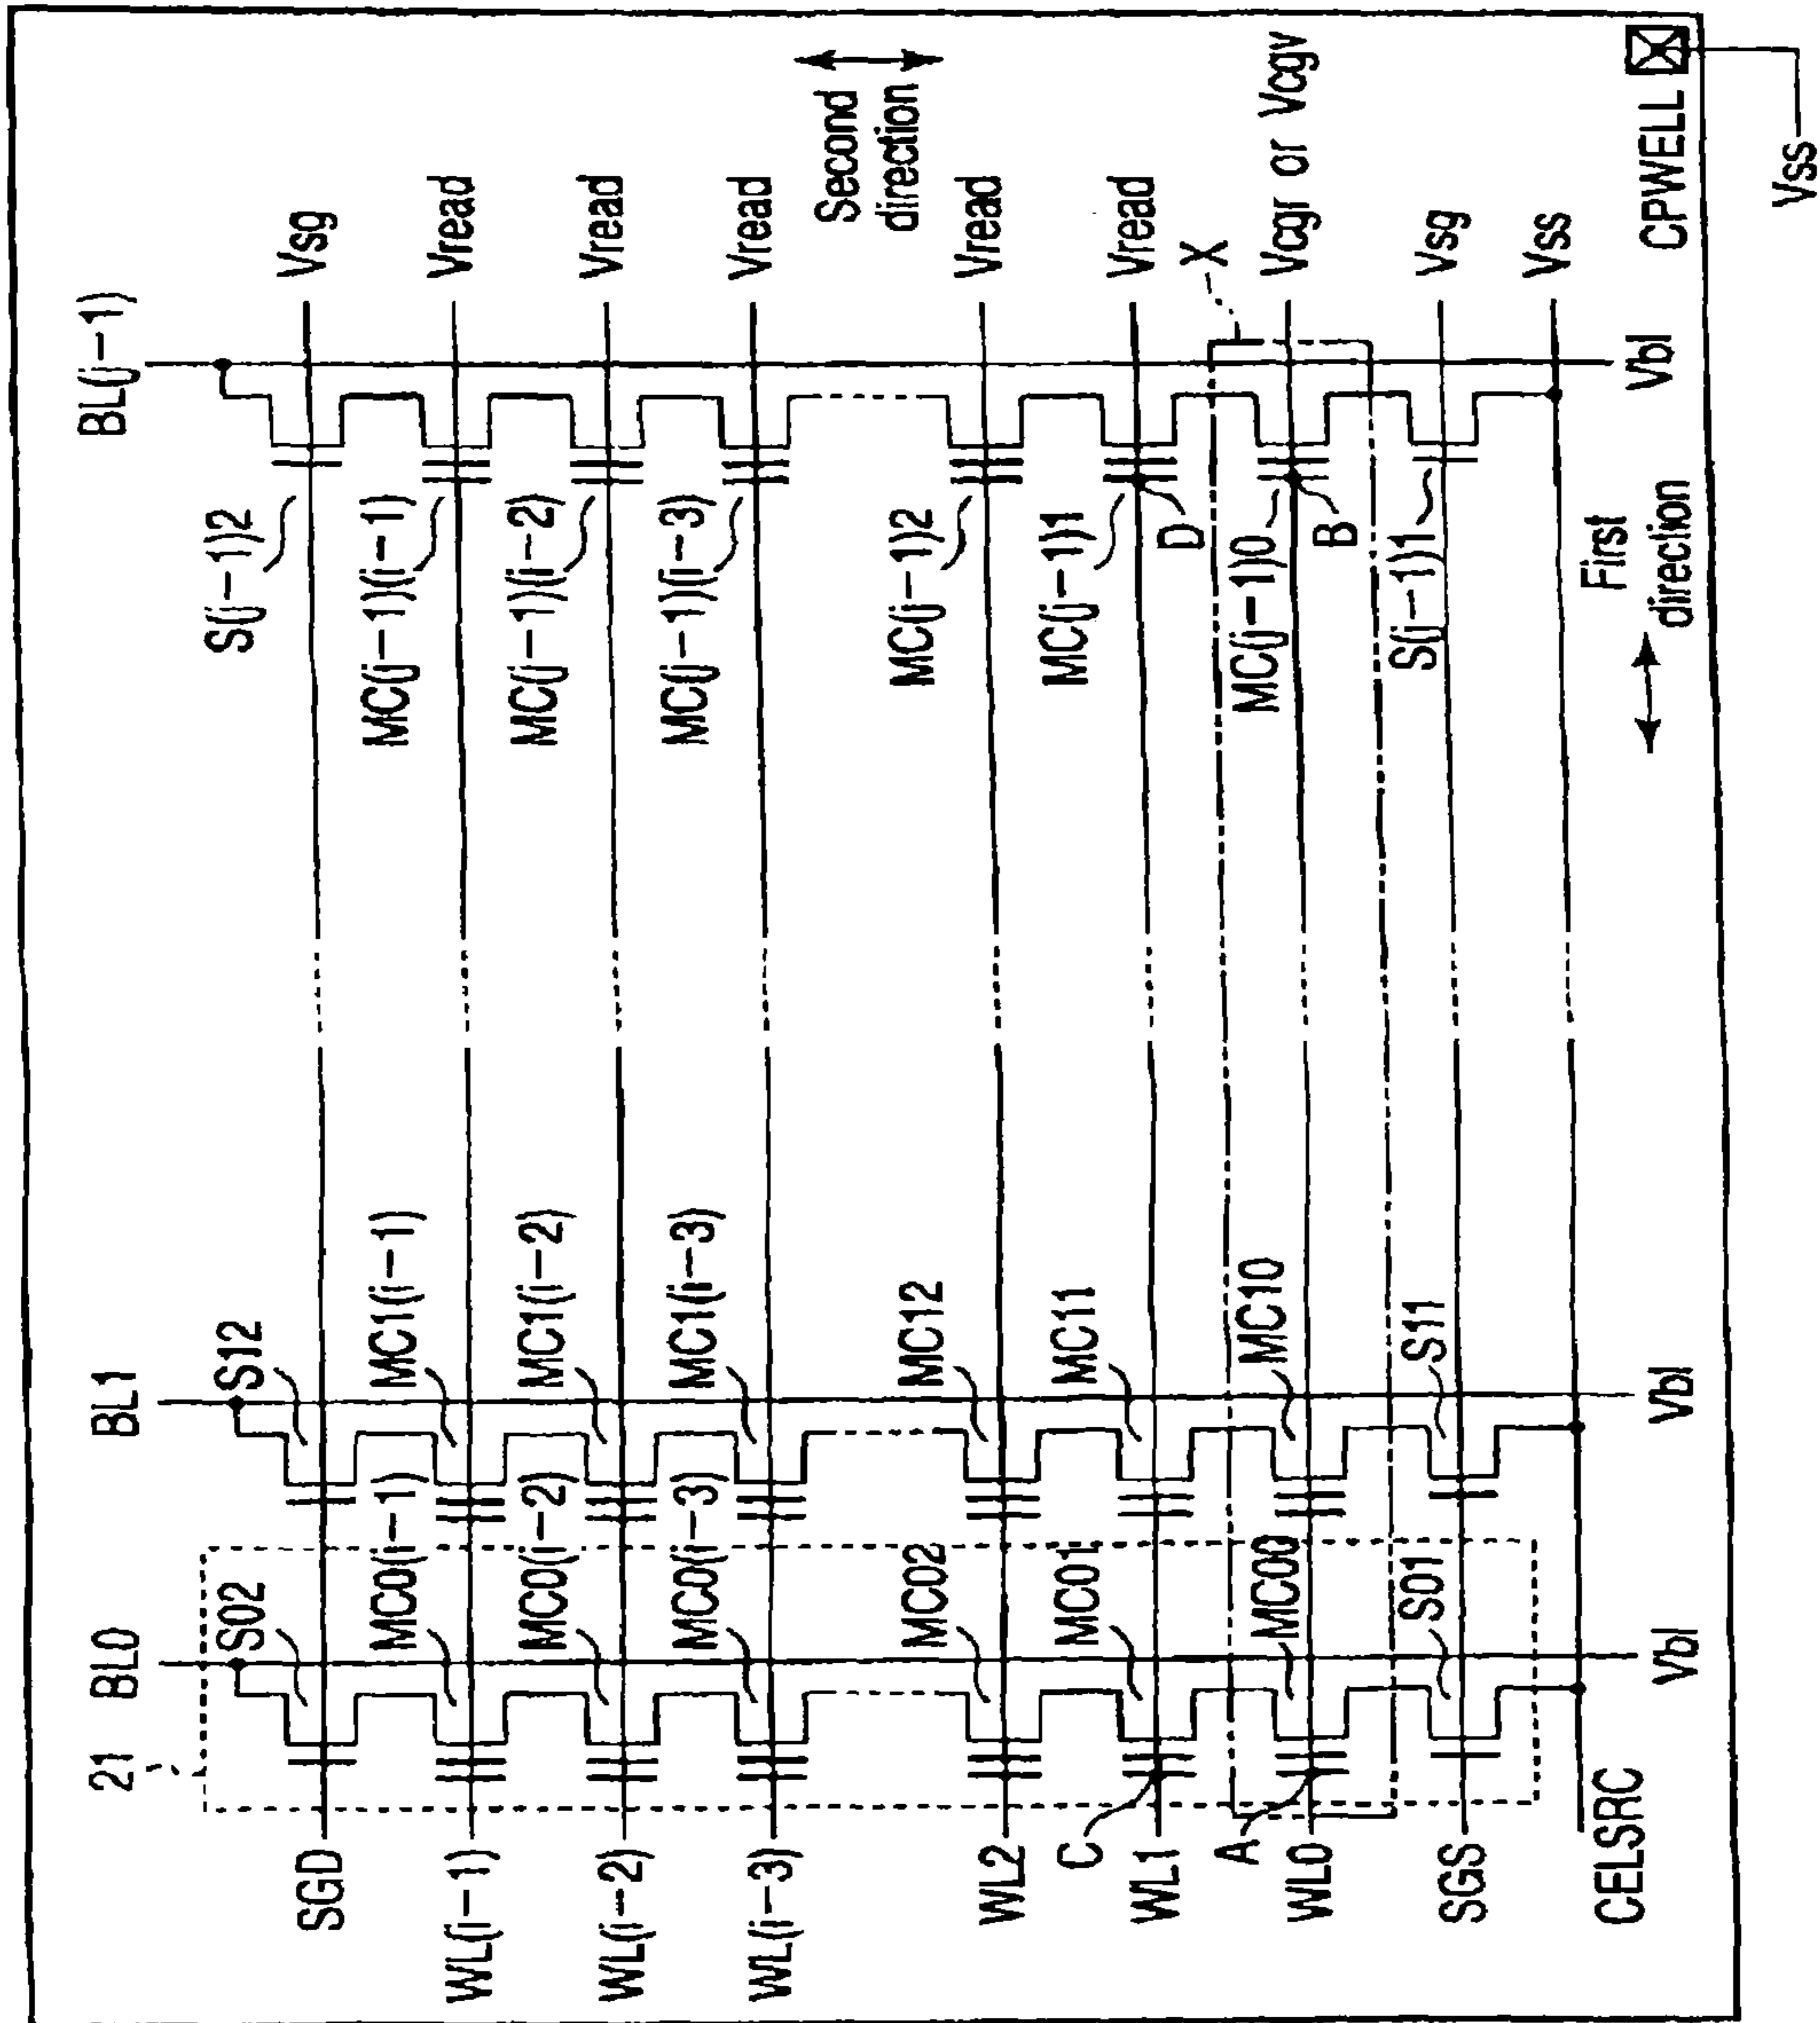 21 BL0 BL1 BL(j−1)
S02 S12 S(j−1)2
SGD Vsg
MC0(i−1) MC1(i−1) MC(j−1)(i−1)
WL(i−1) Vread
MC0(i−2) MC1(i−2) MC(j−1)(i−2)
WL(i−2) Vread
MC0(i−3) MC1(i−3) MC(j−1)(i−3)
WL(i−3) Vread
Second
direction
MC02 MC12 MC(j−1)2
WL2 Vread
C MC01 MC11 MC(j−1)1
WL1 D Vread
X
A MC00 MC10 MC(j−1)0
WL0 B Vcgr or Vcgv
S01 S11 S(j−1)1
SGS Vsg
CELSRC Vss
First
direction
Vbl Vbl Vbl
CPWELL
Vss